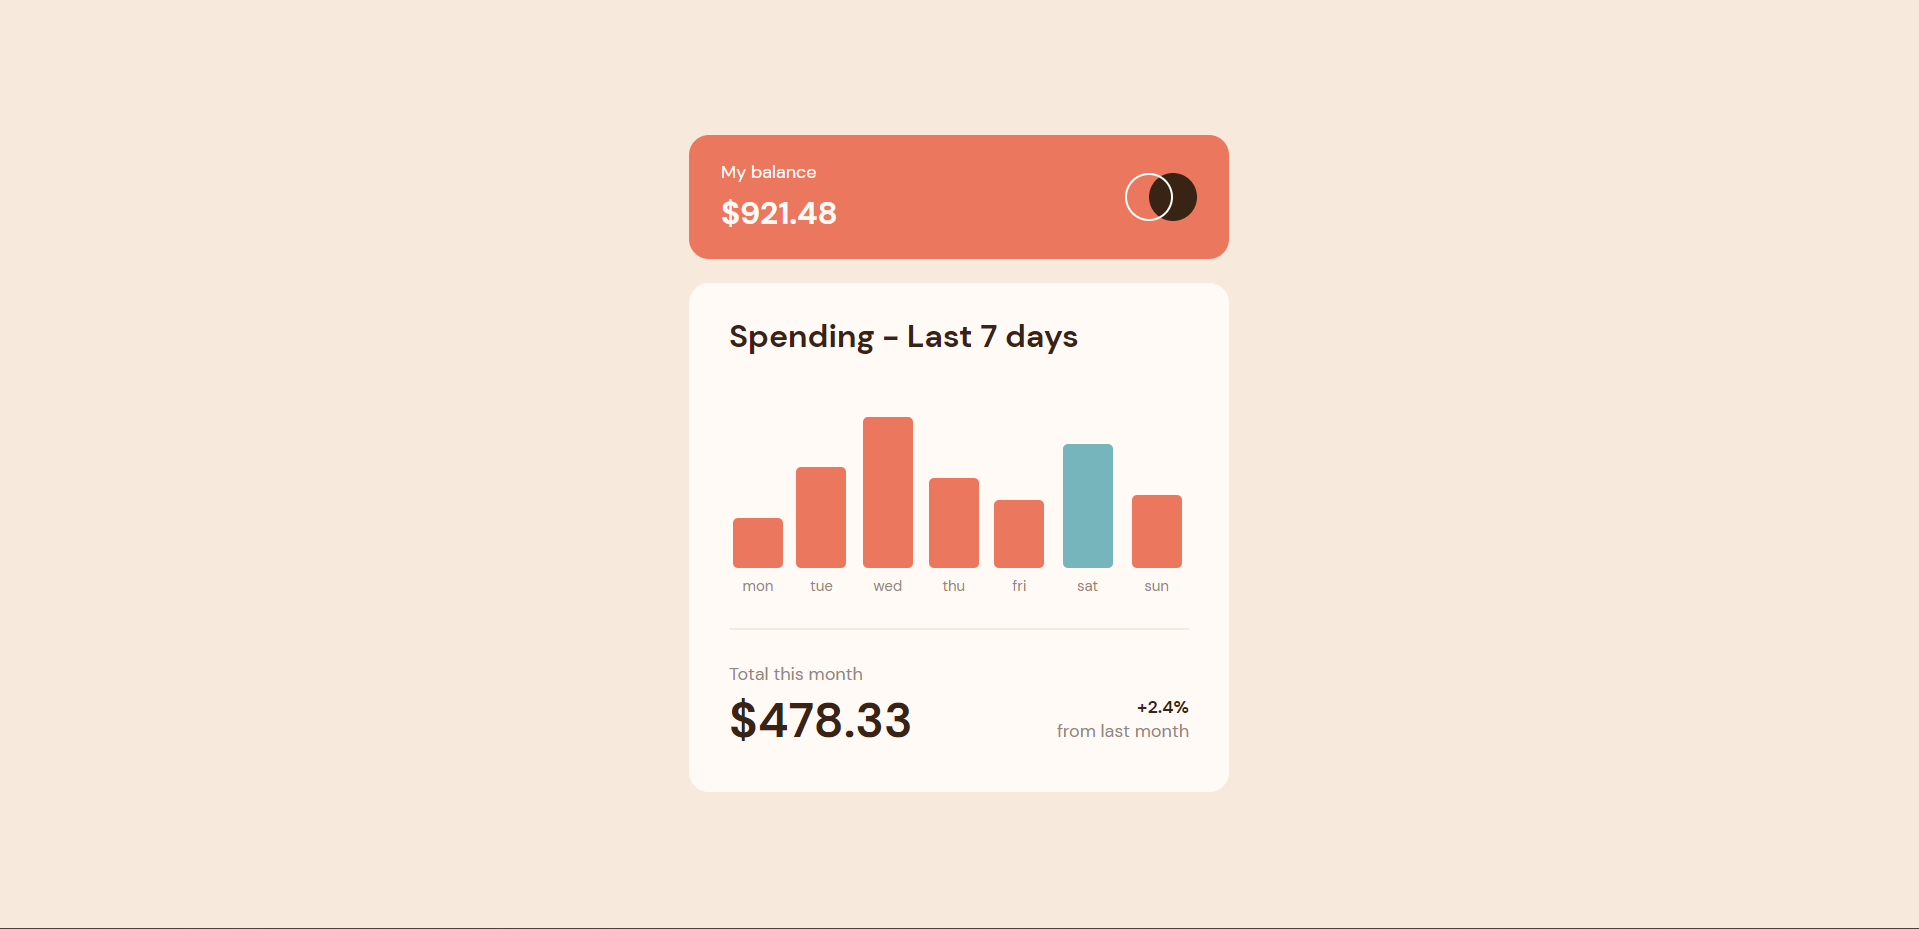 My balance
$921.48
Spending - Last 7 days
mon tue wed thu fri sat sun
Total this month
$478.33
+2.4%
from last month